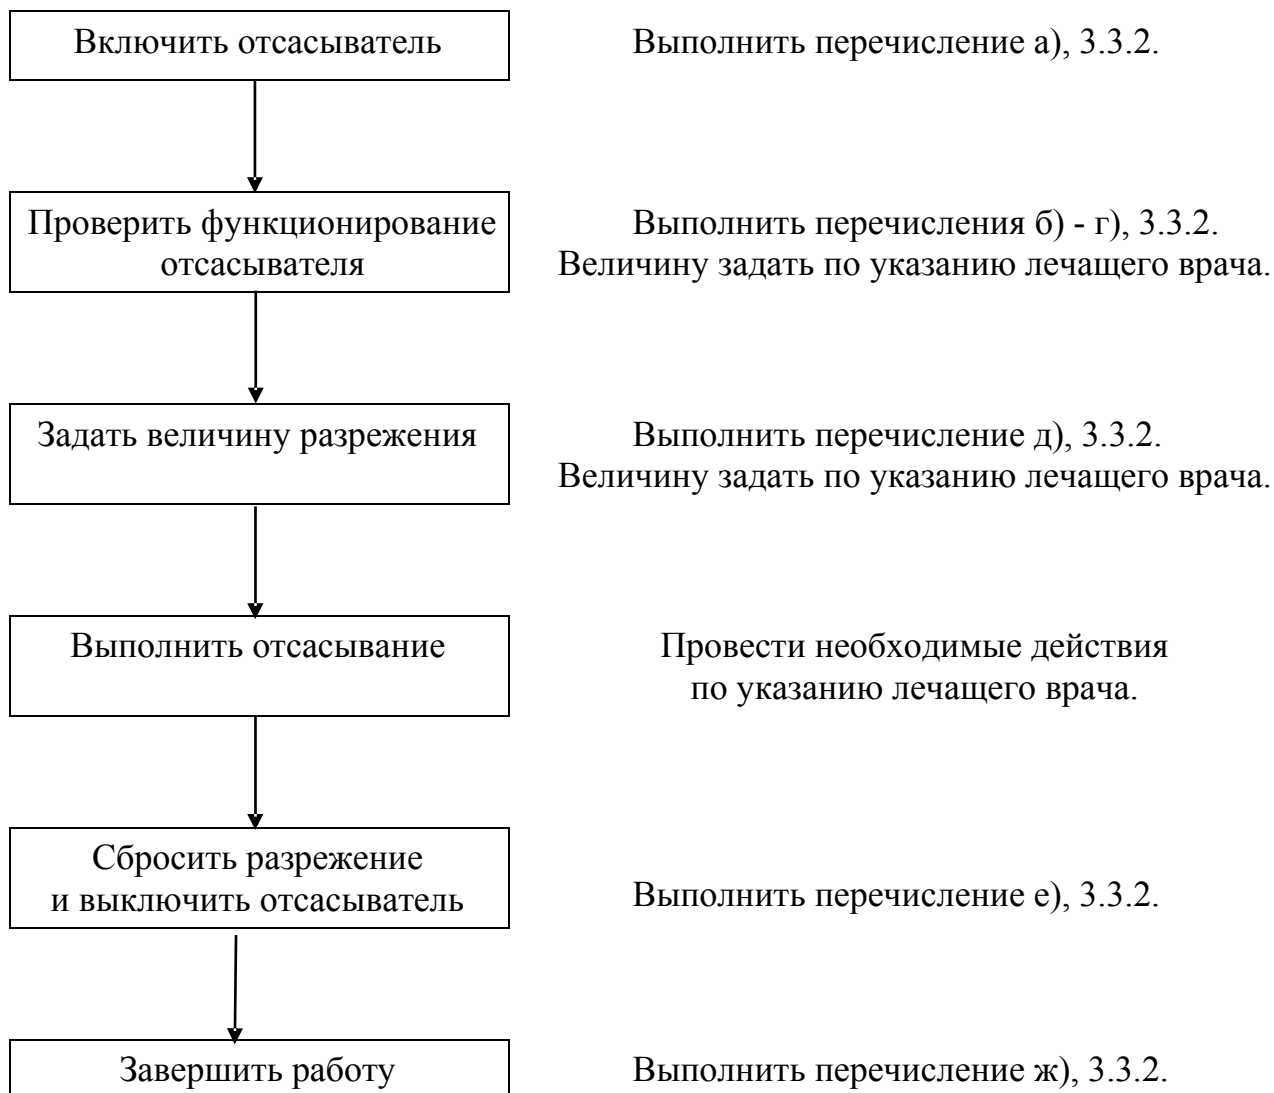 Включить отсасыватель
Выполнить перечисление а), 3.3.2.
Проверить функционирование
отсасывателя
Выполнить перечисления б) - г), 3.3.2.
Величину задать по указанию лечащего врача.
Задать величину разрежения
Выполнить перечисление д), 3.3.2.
Величину задать по указанию лечащего врача.
Выполнить отсасывание
Провести необходимые действия
по указанию лечащего врача.
Сбросить разрежение
и выключить отсасыватель
Выполнить перечисление е), 3.3.2.
Завершить работу
Выполнить перечисление ж), 3.3.2.